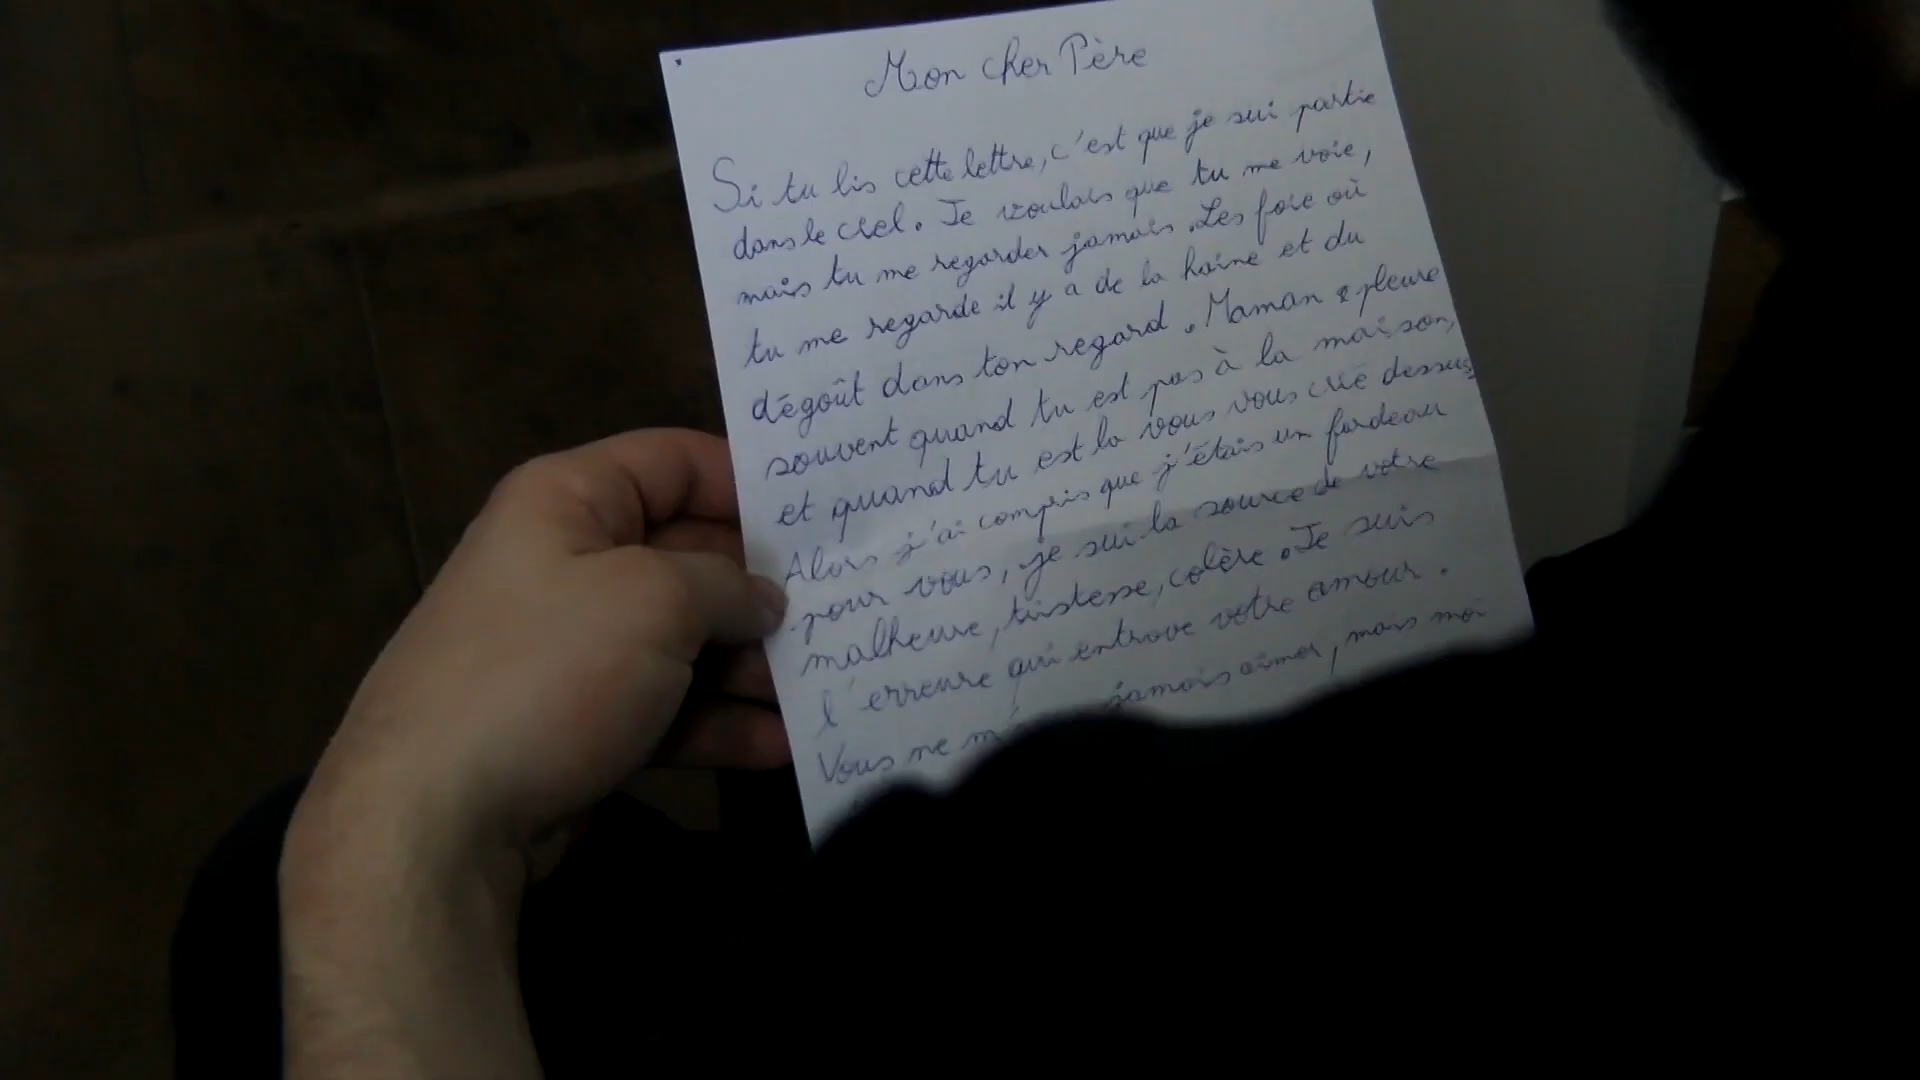 Mon cher Père
Si tu lis cette lettre, c'est que je sui partie
dans le ciel. Je voulais que tu me voie,
mais tu me regarder jamais. Les foie où
tu me regarde il y a de la haine et du
dégoût dans ton regard. Maman pleure
souvent quand tu est pas à la maison,
et quand tu est la vous vous crié dessus.
Alors j'ai compris que j'étais un fardeau
pour vous, je sui la source de votre
malheure, tristesse, colère. Je suis
l'erreure qui entrave votre amour.
Vous ne jamais aimer, mais moi